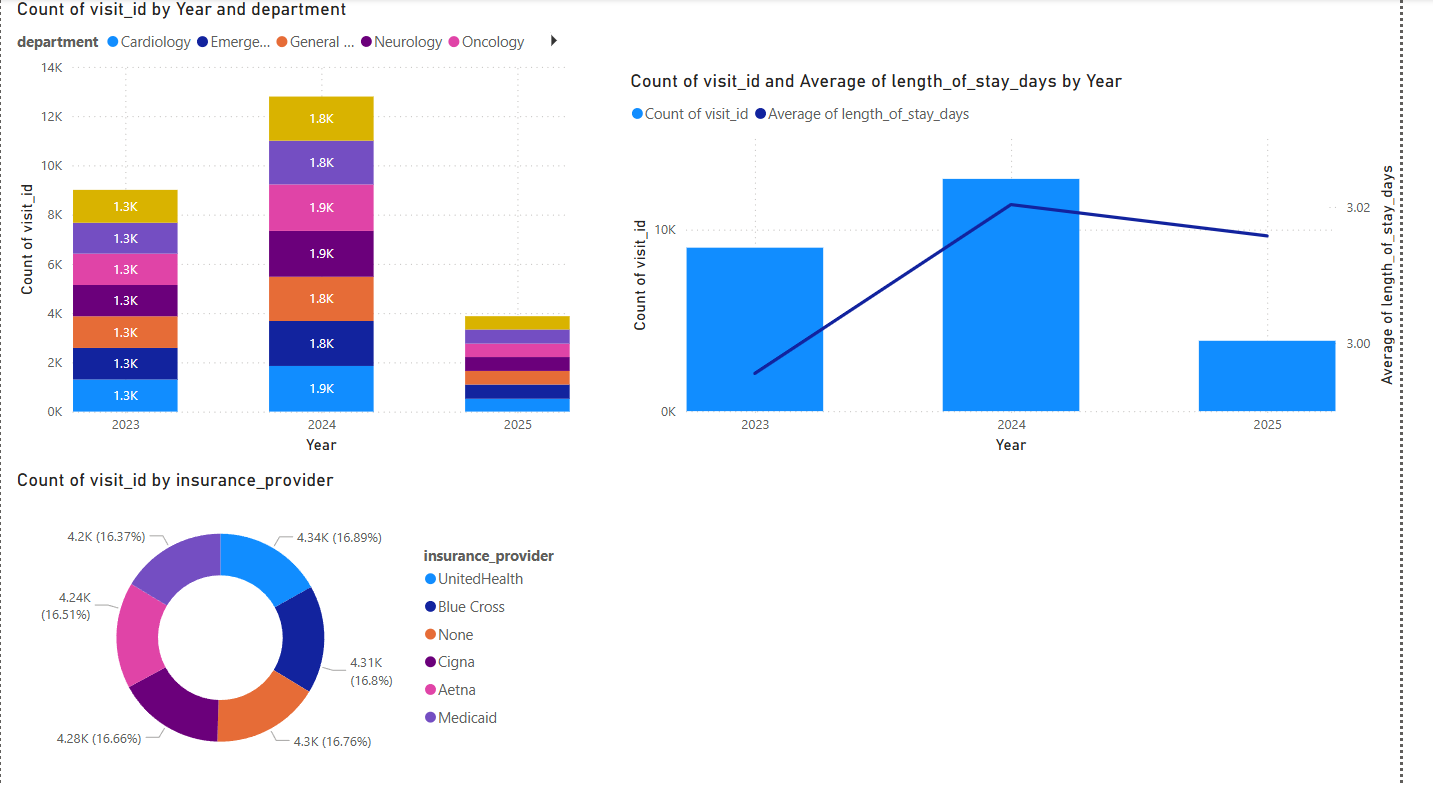 Count of visit_id by Year and department
department Cardiology Emerge... General ... Neurology Oncology
14K
12K
10K
8K
6K
4K
2K
0K
Count of visit_id
1.3K
1.3K
1.3K
1.3K
1.3K
1.3K
1.3K
1.8K
1.8K
1.9K
1.9K
1.8K
1.8K
1.9K
2023 2024 2025
Year
Count of visit_id and Average of length_of_stay_days by Year
Count of visit_id Average of length_of_stay_days
10K
0K
Count of visit_id
3.02
3.00
Average of length_of_stay_days
2023 2024 2025
Year
Count of visit_id by insurance_provider
4.2K (16.37%)
4.34K (16.89%)
4.24K
(16.51%)
4.31K
(16.8%)
4.28K (16.66%)
4.3K (16.76%)
insurance_provider
UnitedHealth
Blue Cross
None
Cigna
Aetna
Medicaid